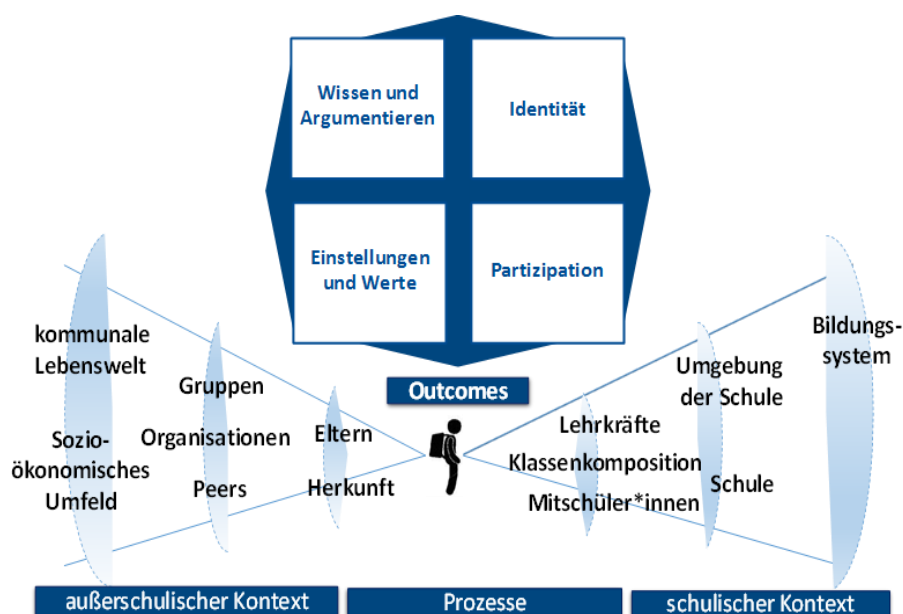 Wissen und
Argumentieren
Identität
Einstellungen
und Werte
Partizipation
Outcomes
kommunale
Lebenswelt
Sozio-
ökonomisches
Umfeld
Gruppen
Organisationen
Peers
Eltern
Herkunft
Lehrkräfte
Klassenkomposition
Mitschüler*innen
Umgebung
der Schule
Schule
Bildungs-
system
außerschulischer Kontext
Prozesse
schulischer Kontext